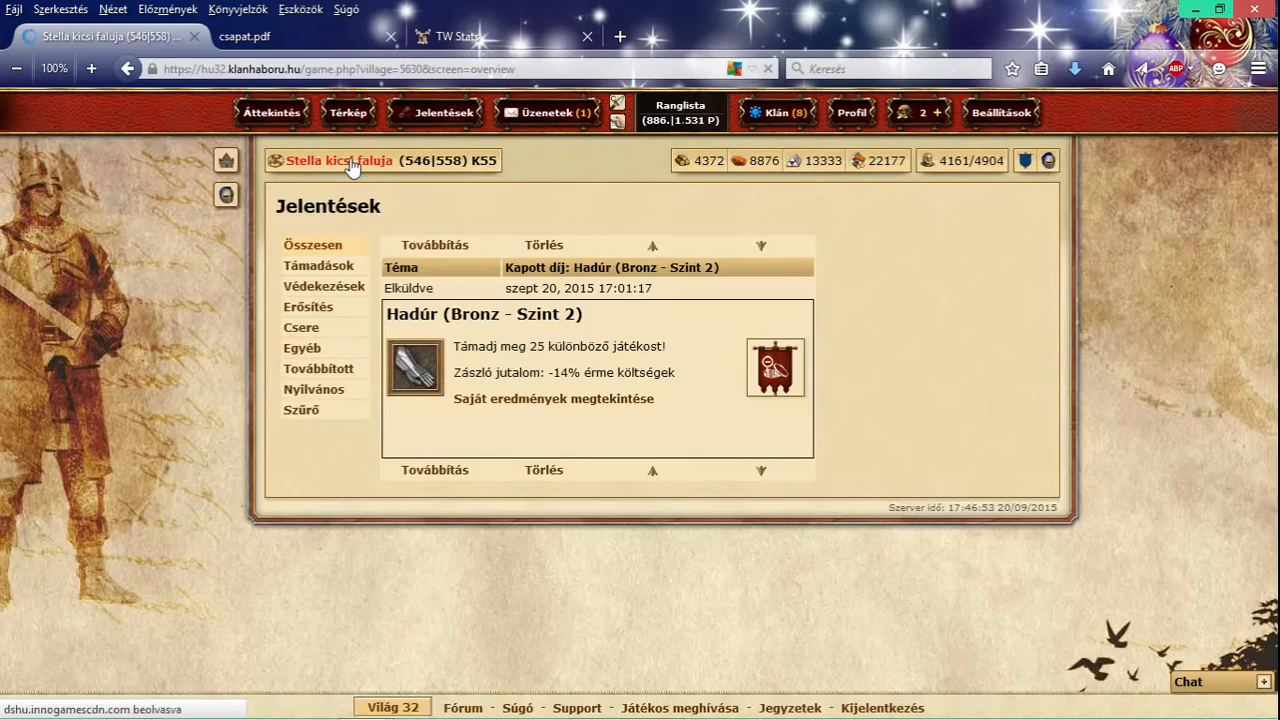 Fájl Szerkesztés Nézet Előzmények Könyvjelzők Eszközök Súgó
Stella kicsi faluja (546|558) ... csapat.pdf TW Stats
100% https://hu32.klanhaboru.hu/game.php?village=5630&screen=overview Keresés ABP
Áttekintés Térkép Jelentések Üzenetek (1) Ranglista (886.|1.531 P) Klán (8) Profil 2 + Beállítások
Stella kicsi faluja (546|558) K55 4372 8876 13333 22177 4161/4904
Jelentések
Összesen Továbbítás Törlés
Támadások Téma Kapott díj: Hadúr (Bronz - Szint 2)
Védekezések Elküldve szept 20, 2015 17:01:17
Erősítés Hadúr (Bronz - Szint 2)
Csere
Egyéb Támadj meg 25 különböző játékost!
Továbbított Zászló jutalom: -14% érme költségek
Nyilvános Saját eredmények megtekintése
Szűrő
Továbbítás Törlés
Szerver idő: 17:46:53 20/09/2015
Chat
dshu.innogamescdn.com beolvasva Világ 32 Fórum - Súgó - Support - Játékos meghívása - Jegyzetek - Kijelentkezés